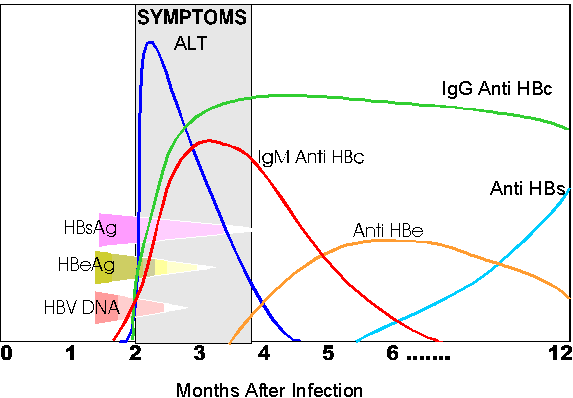 SYMPTOMS
ALT
IgG Anti HBc
IgM Anti HBc
Anti HBs
HBsAg
Anti HBe
HBeAg
HBV DNA
0 1 2 3 4 5 6 ....... 12
Months After Infection